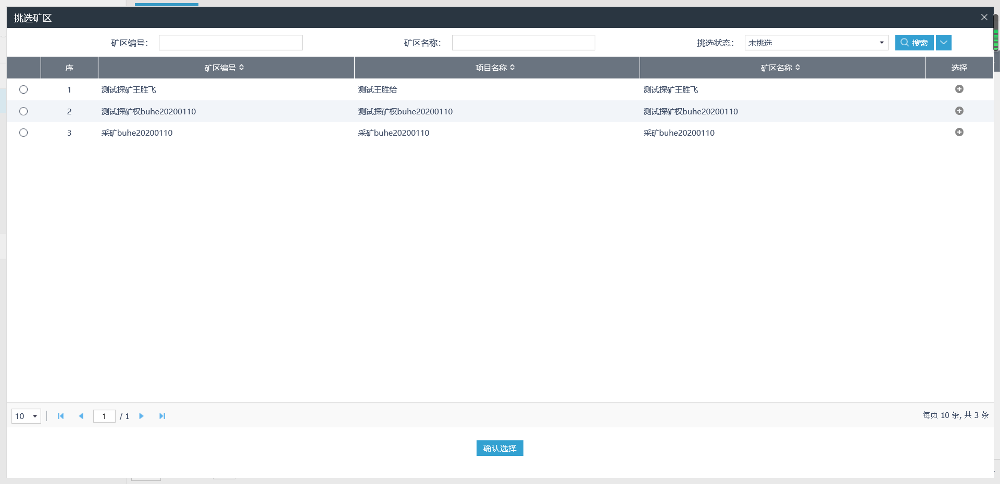 挑选矿区
矿区编号: 矿区名称: 挑选状态: 未挑选 搜索
序 矿区编号 项目名称 矿区名称 选择
1 测试探矿王胜飞 测试王胜给 测试探矿王胜飞
2 测试探矿权buhe20200110 测试探矿权buhe20200110 测试探矿权buhe20200110
3 采矿buhe20200110 采矿buhe20200110 采矿buhe20200110
10 1 / 1 每页 10 条, 共 3 条
确认选择